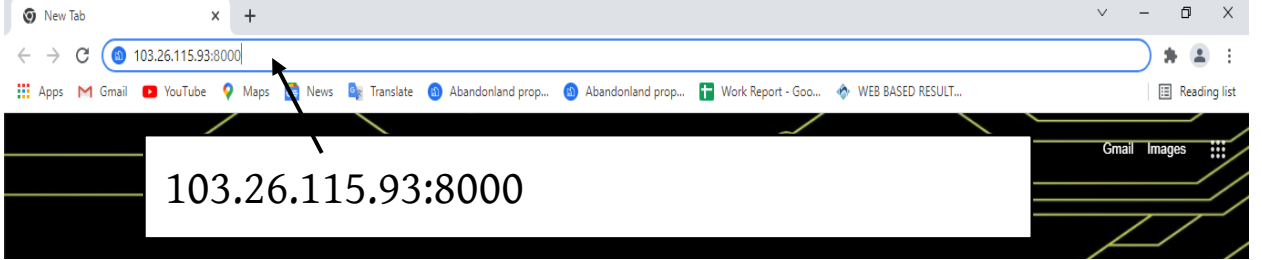 New Tab
103.26.115.93:8000
Apps Gmail YouTube Maps News Translate Abandonland prop... Abandonland prop... Work Report - Goo... WEB BASED RESULT... Reading list
Gmail Images
103.26.115.93:8000